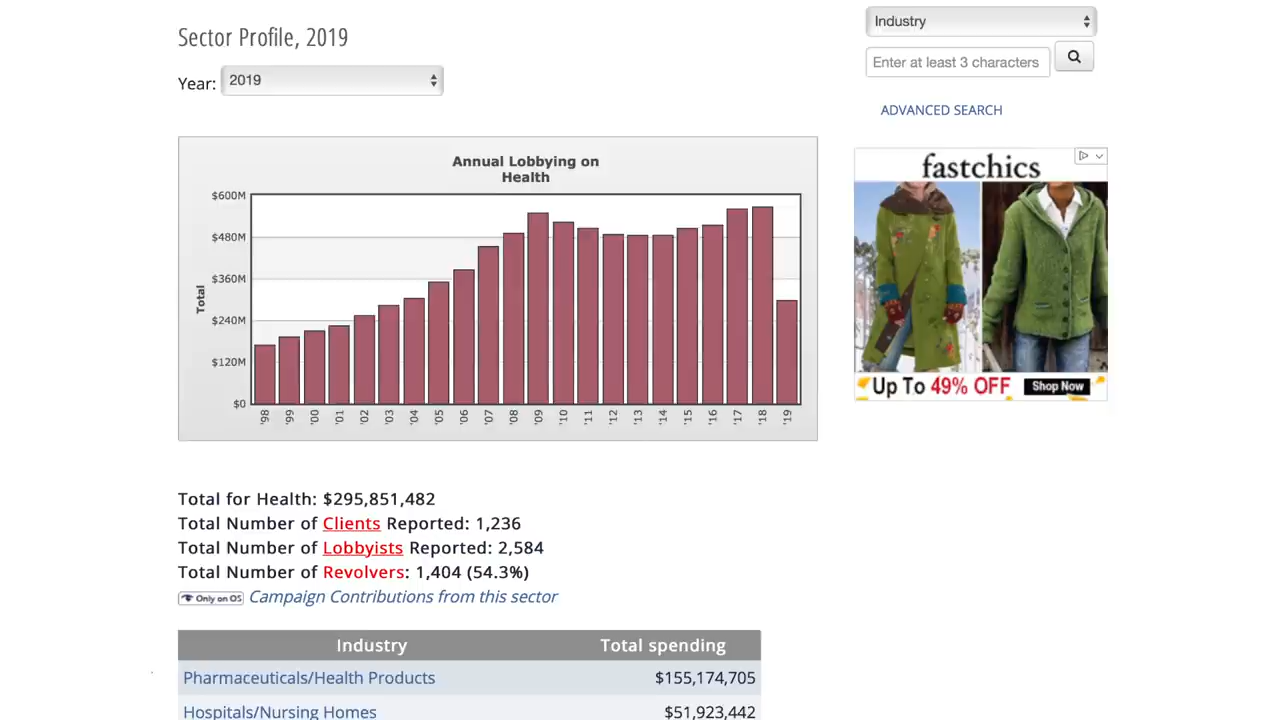 Sector Profile, 2019
Year: 2019
Annual Lobbying on
Health
Total
$600M
$480M
$360M
$240M
$120M
$0
'98 '99 '00 '01 '02 '03 '04 '05 '06 '07 '08 '09 '10 '11 '12 '13 '14 '15 '16 '17 '18 '19
Total for Health: $295,851,482
Total Number of Clients Reported: 1,236
Total Number of Lobbyists Reported: 2,584
Total Number of Revolvers: 1,404 (54.3%)
Only on OS Campaign Contributions from this sector
Industry Total spending
Pharmaceuticals/Health Products $155,174,705
Hospitals/Nursing Homes $51,923,442
Industry
Enter at least 3 characters
ADVANCED SEARCH
fastchics
Up To 49% OFF Shop Now